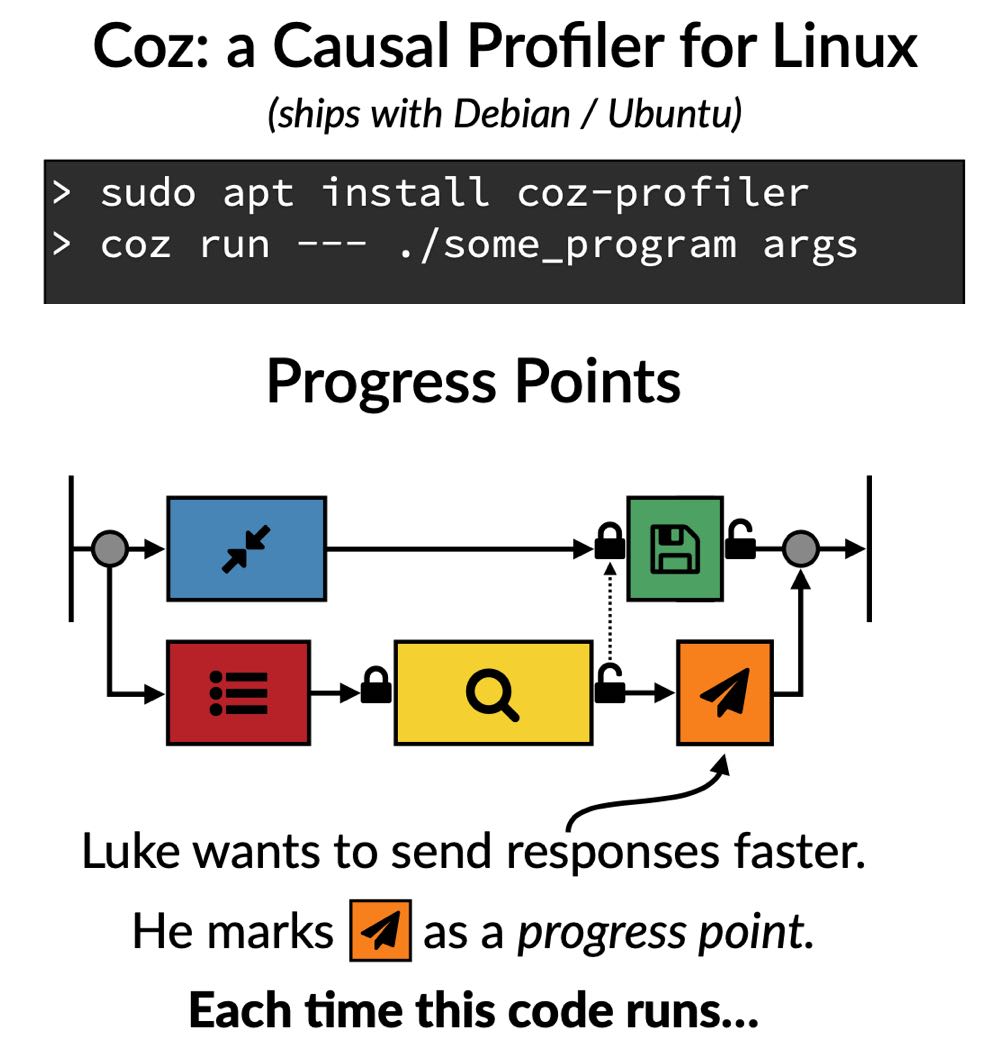 Coz: a Causal Profiler for Linux
(ships with Debian / Ubuntu)
> sudo apt install coz-profiler
> coz run --- ./some_program args
Progress Points
Luke wants to send responses faster.
He marks as a progress point.
Each time this code runs...